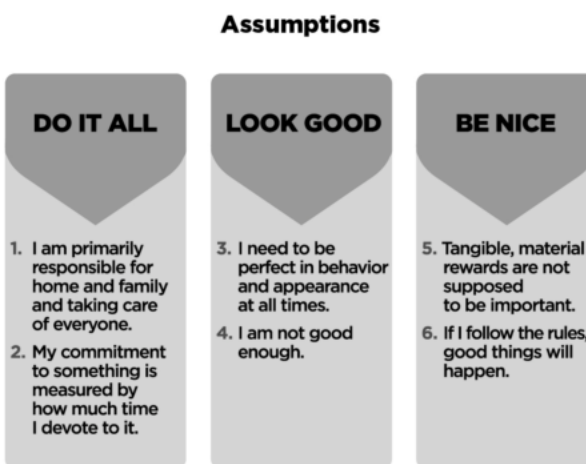 Assumptions
DO IT ALL
1. I am primarily
responsible for
home and family
and taking care
of everyone.
2. My commitment
to something is
measured by
how much time
I devote to it.
LOOK GOOD
3. I need to be
perfect in behavior
and appearance
at all times.
4. I am not good
enough.
BE NICE
5. Tangible, material
rewards are not
supposed
to be important.
6. If I follow the rules,
good things will
happen.